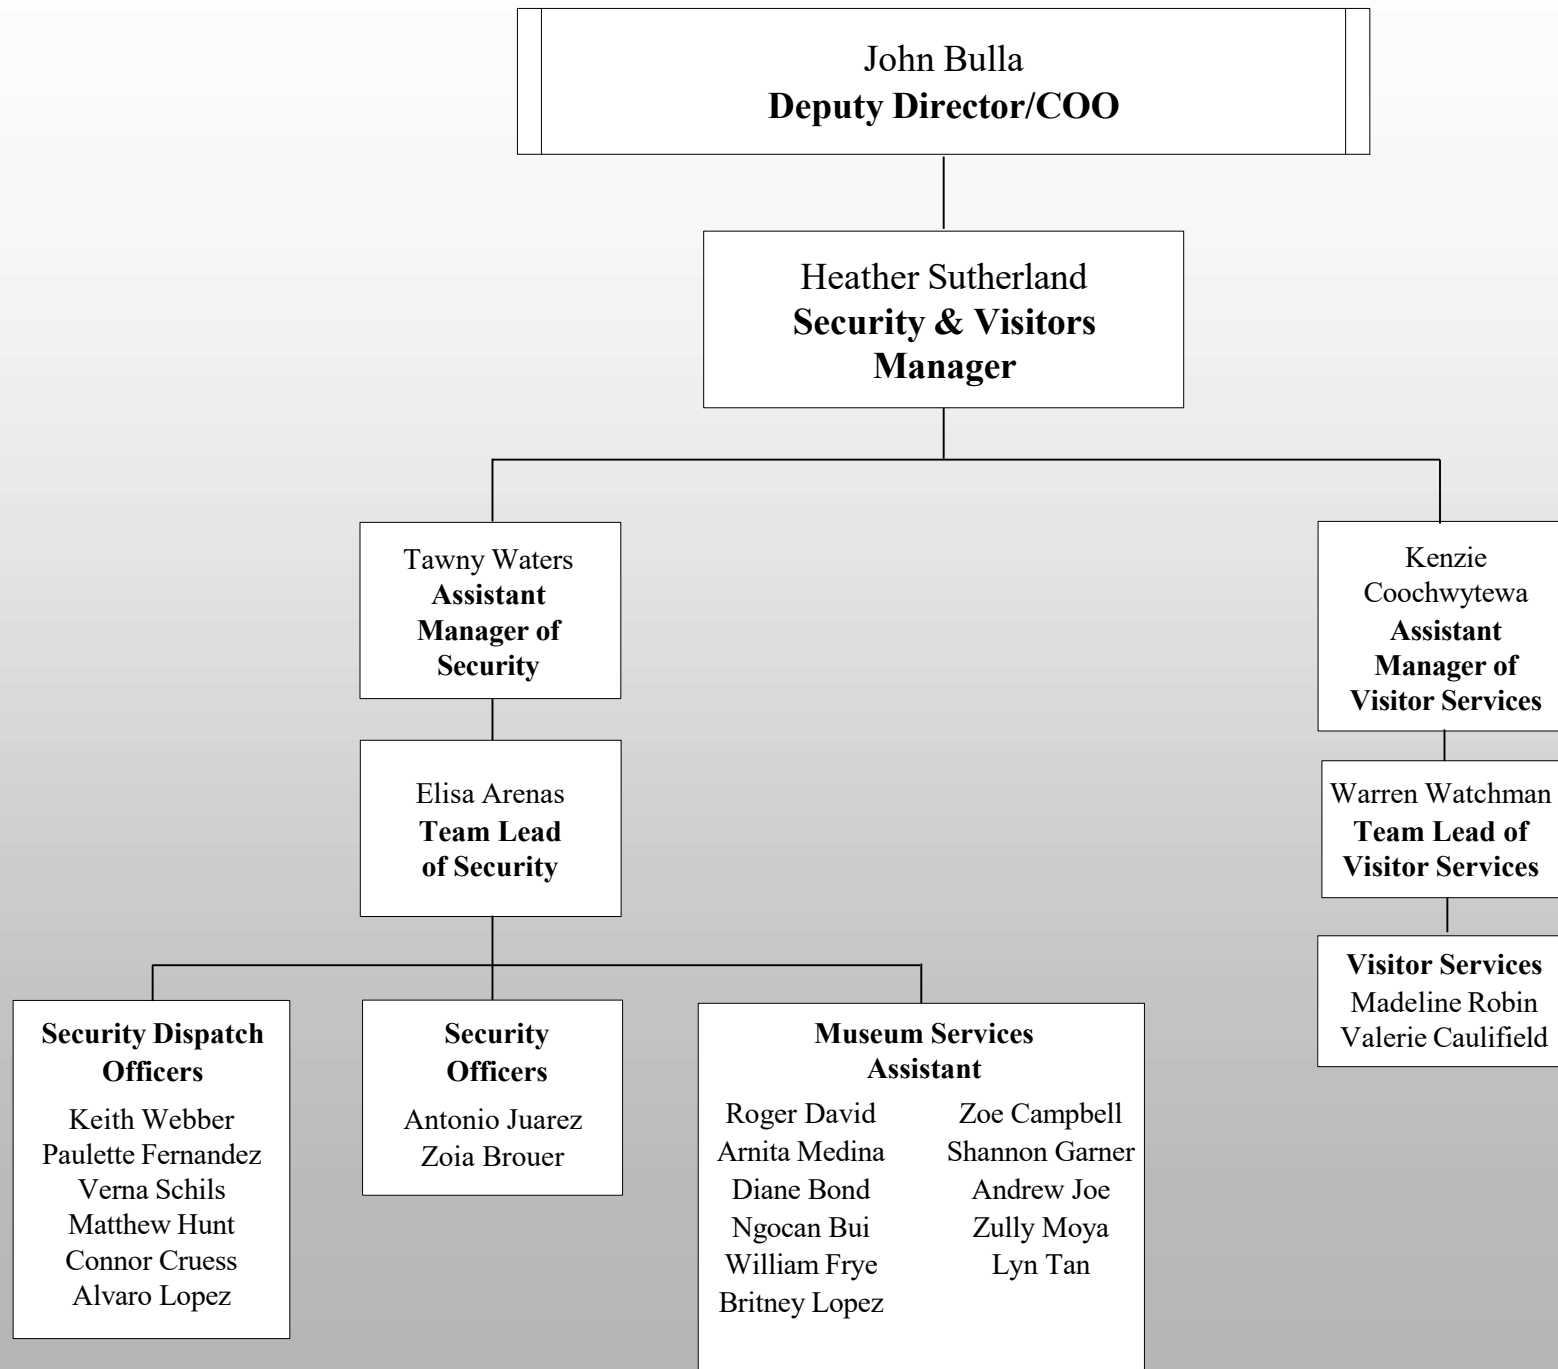 John Bulla
Deputy Director/COO
Heather Sutherland
Security & Visitors
Manager
Tawny Waters
Assistant
Manager of
Security
Kenzie
Coochwytewa
Assistant
Manager of
Visitor Services
Elisa Arenas
Team Lead
of Security
Warren Watchman
Team Lead of
Visitor Services
Visitor Services
Madeline Robin
Valerie Caulifield
Security Dispatch
Officers
Keith Webber
Paulette Fernandez
Verna Schils
Matthew Hunt
Connor Cruess
Alvaro Lopez
Security
Officers
Antonio Juarez
Zoia Brouer
Museum Services
Assistant
Roger David
Arnita Medina
Diane Bond
Ngocan Bui
William Frye
Britney Lopez
Zoe Campbell
Shannon Garner
Andrew Joe
Zully Moya
Lyn Tan